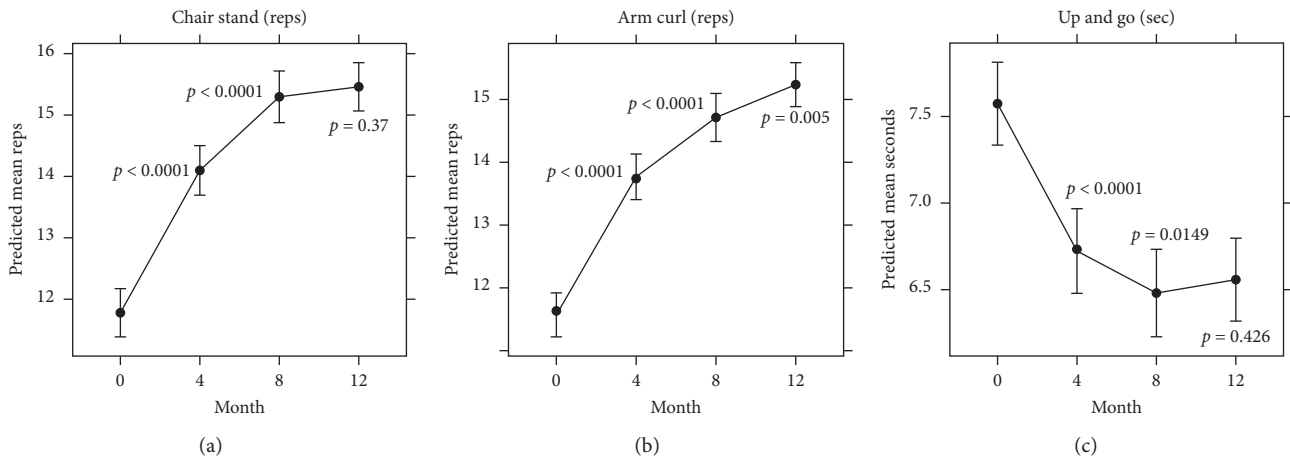 Chair stand (reps)
Predicted mean reps
16
15
14
13
12
p < 0.0001
p < 0.0001
p = 0.37
0 4 8 12
Month
(a)
Arm curl (reps)
Predicted mean reps
15
14
13
12
p < 0.0001
p < 0.0001
p = 0.005
0 4 8 12
Month
(b)
Up and go (sec)
Predicted mean seconds
7.5
7.0
6.5
p < 0.0001
p = 0.0149
p = 0.426
0 4 8 12
Month
(c)